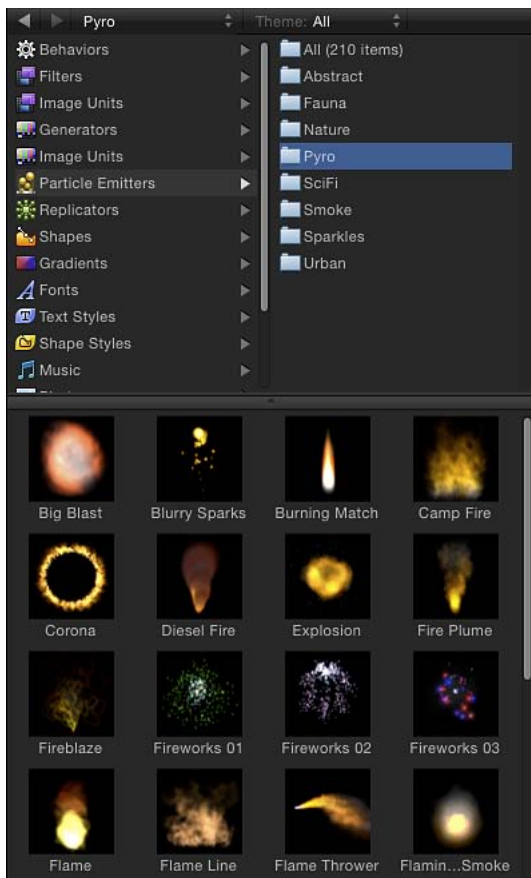 Pyro Theme: All
Behaviors
Filters
Image Units
Generators
Image Units
Particle Emitters
Replicators
Shapes
Gradients
Fonts
Text Styles
Shape Styles
Music
All (210 items)
Abstract
Fauna
Nature
Pyro
SciFi
Smoke
Sparkles
Urban
Big Blast Blurry Sparks Burning Match Camp Fire
Corona Diesel Fire Explosion Fire Plume
Fireblaze Fireworks 01 Fireworks 02 Fireworks 03
Flame Flame Line Flame Thrower Flamin…Smoke